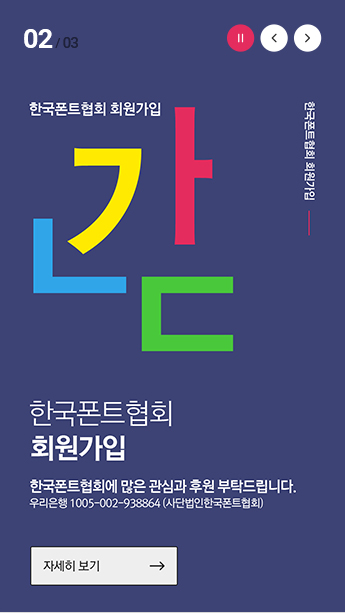 02 / 03
한국폰트협회 회원가입
한국폰트협회 회원가입
가
ㄴㄷ
한국폰트협회
회원가입
한국폰트협회에 많은 관심과 후원 부탁드립니다.
우리은행 1005-002-938864 (사단법인한국폰트협회)
자세히 보기 →